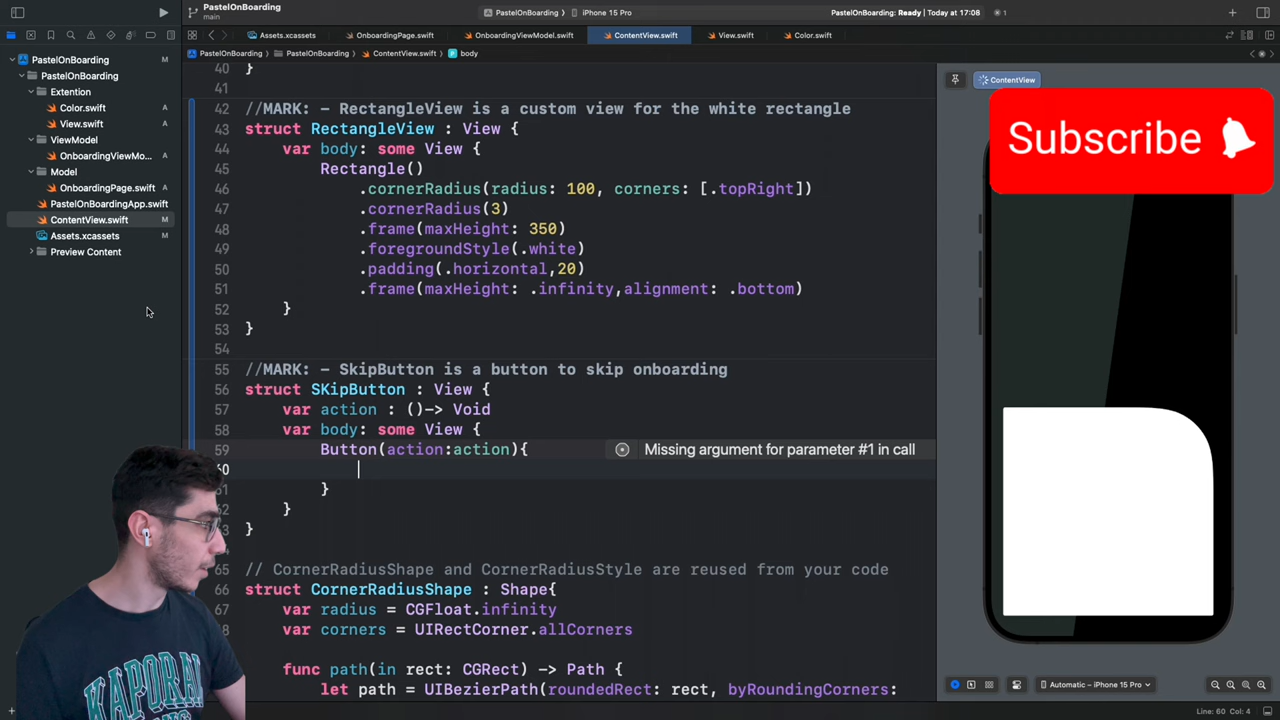 PastelOnBoarding
main
PastelOnBoarding > iPhone 15 Pro
PastelOnBoarding: Ready | Today at 17:08
1
Assets.xcassets
OnboardingPage.swift
OnboardingViewModel.swift
ContentView.swift
View.swift
Color.swift
PastelOnBoarding > PastelOnBoarding > ContentView.swift > P body
PastelOnBoarding M
PastelOnBoarding
Extention
Color.swift A
View.swift A
ViewModel
OnboardingViewMo... A
Model
OnboardingPage.swift A
PastelOnBoardingApp.swift
ContentView.swift M
Assets.xcassets M
Preview Content
40 }
41
42 //MARK: - RectangleView is a custom view for the white rectangle
43 struct RectangleView : View {
44 var body: some View {
45 Rectangle()
46 .cornerRadius(radius: 100, corners: [.topRight])
47 .cornerRadius(3)
48 .frame(maxHeight: 350)
49 .foregroundStyle(.white)
50 .padding(.horizontal,20)
51 .frame(maxHeight: .infinity,alignment: .bottom)
52 }
53 }
54
55 //MARK: - SkipButton is a button to skip onboarding
56 struct SKipButton : View {
57 var action : ()-> Void
58 var body: some View {
59 Button(action:action){ Missing argument for parameter #1 in call
60
61 }
62 }
63 }
// CornerRadiusShape and CornerRadiusStyle are reused from your code
66 struct CornerRadiusShape : Shape{
67 var radius = CGFloat.infinity
68 var corners = UIRectCorner.allCorners
func path(in rect: CGRect) -> Path {
let path = UIBezierPath(roundedRect: rect, byRoundingCorners:
ContentView
Subscribe
Automatic – iPhone 15 Pro
Line: 60 Col: 4
KAPORAL